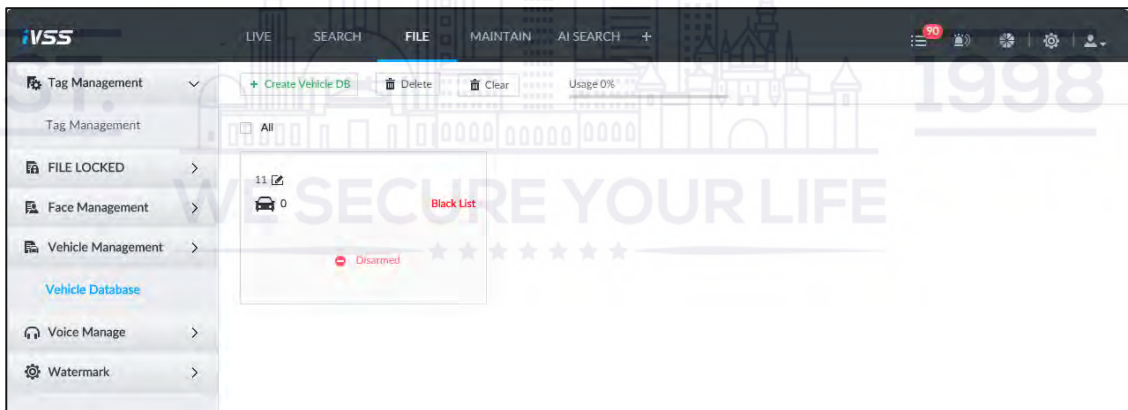 iVSS
LIVE SEARCH FILE MAINTAIN AI SEARCH +
90
Tag Management
+ Create Vehicle DB Delete Clear Usage 0%
Tag Management
All
FILE LOCKED
11
Face Management
0 Black List
Vehicle Management
Disarmed
Vehicle Database
Voice Manage
Watermark
ST.
1998
WE SECURE YOUR LIFE